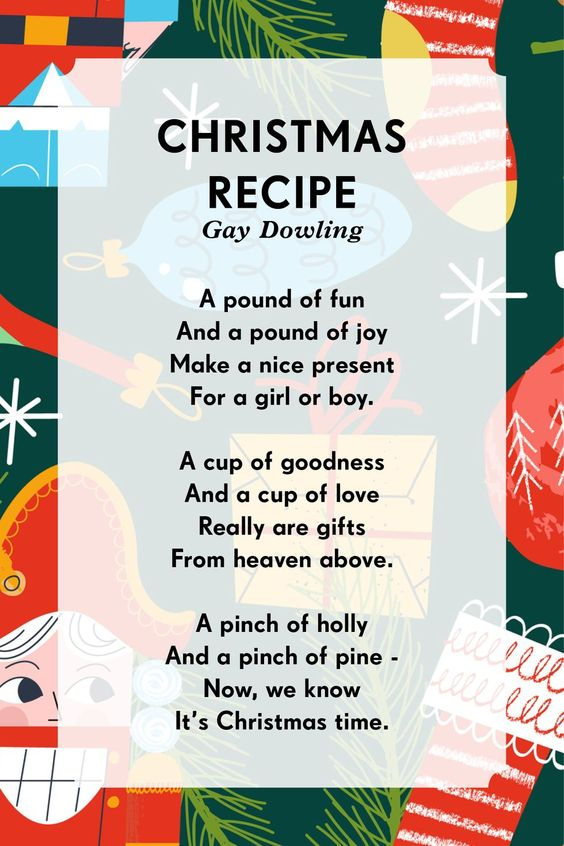 CHRISTMAS
RECIPE
Gay Dowling
A pound of fun
And a pound of joy
Make a nice present
For a girl or boy.
A cup of goodness
And a cup of love
Really are gifts
From heaven above.
A pinch of holly
And a pinch of pine -
Now, we know
It's Christmas time.